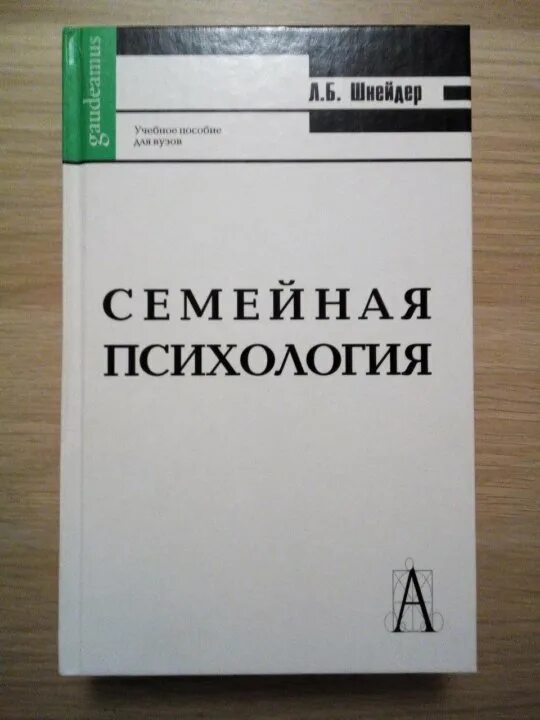 gaudeamus
Л.Б. Шнейдер
Учебное пособие
для вузов
СЕМЕЙНАЯ
ПСИХОЛОГИЯ
А